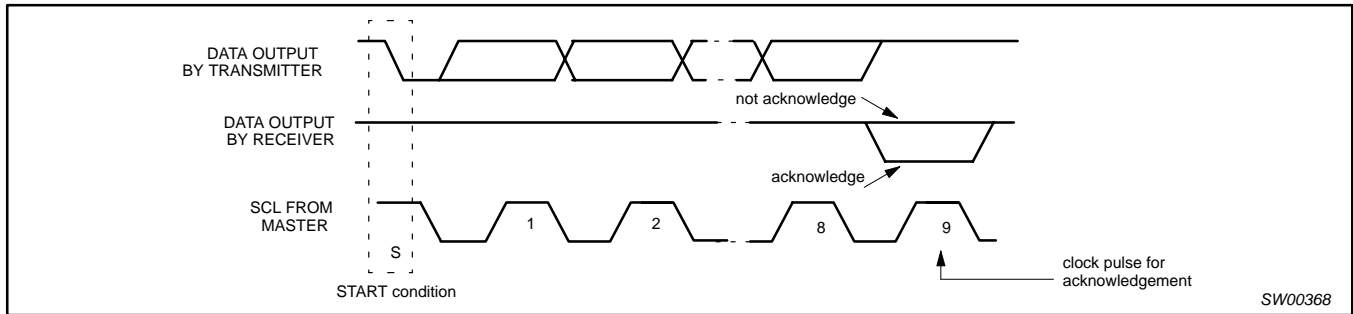 DATA OUTPUT
BY TRANSMITTER
not acknowledge
DATA OUTPUT
BY RECEIVER
acknowledge
SCL FROM
MASTER
1
2
8
9
S
START condition
clock pulse for
acknowledgement
SW00368